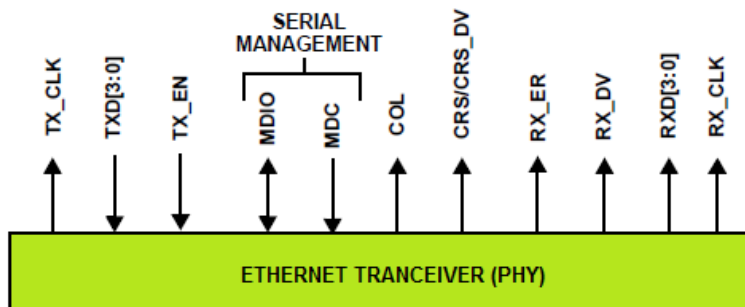 SERIAL
MANAGEMENT
TX_CLK
TXD[3:0]
TX_EN
MDIO
MDC
COL
CRS/CRS_DV
RX_ER
RX_DV
RXD[3:0]
RX_CLK
ETHERNET TRANCEIVER (PHY)